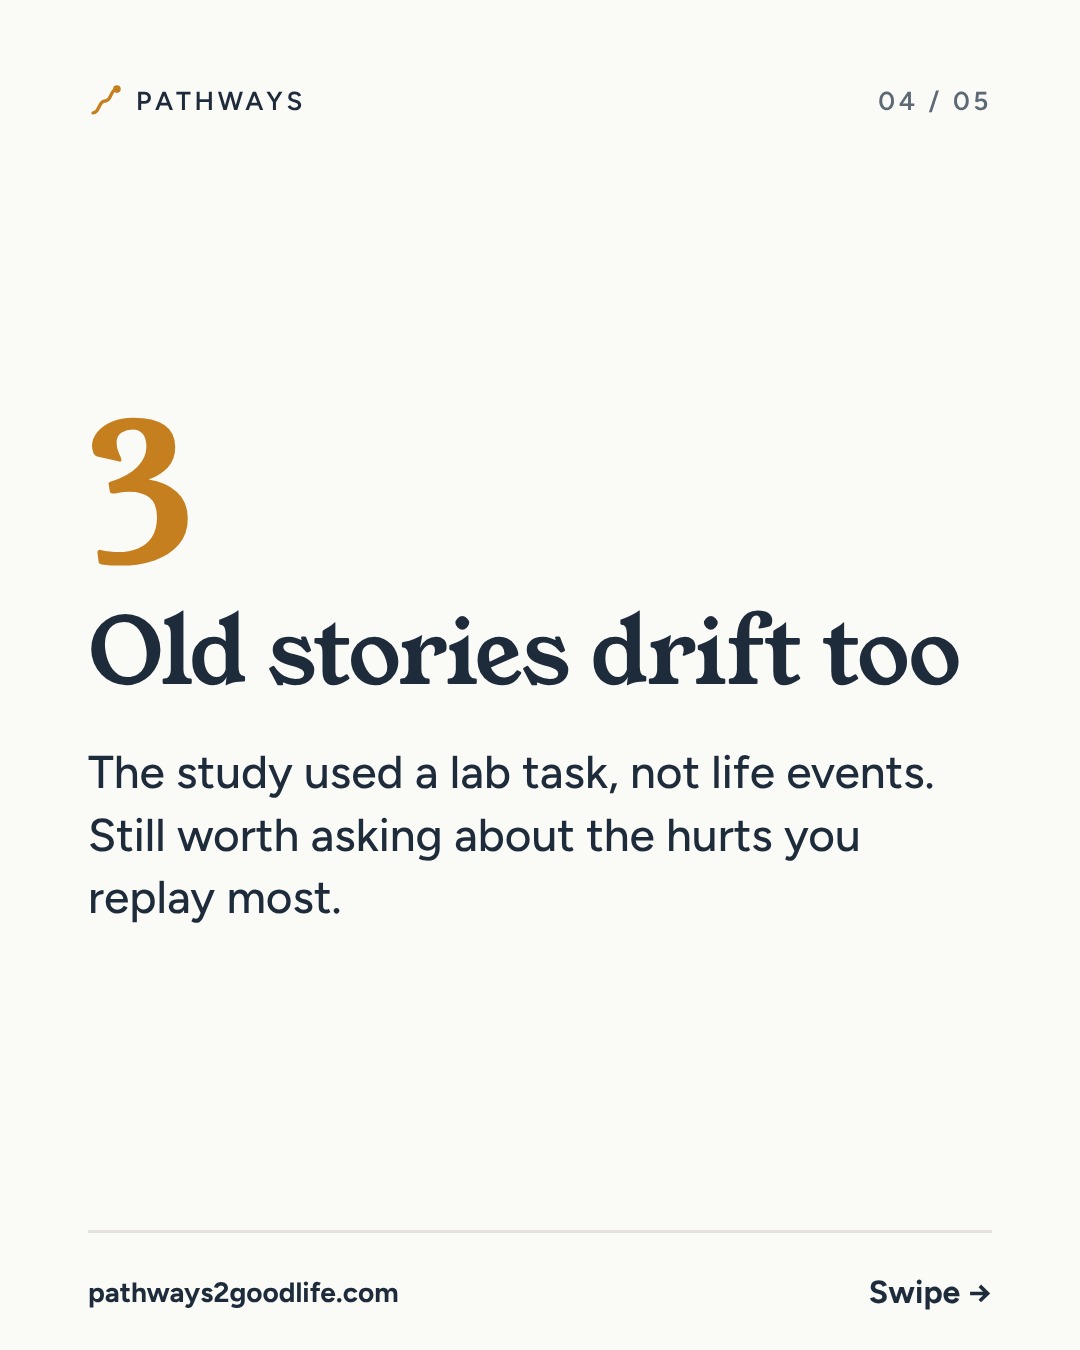 PATHWAYS
04 / 05
3
Old stories drift too
The study used a lab task, not life events.
Still worth asking about the hurts you
replay most.
pathways2goodlife.com
Swipe →